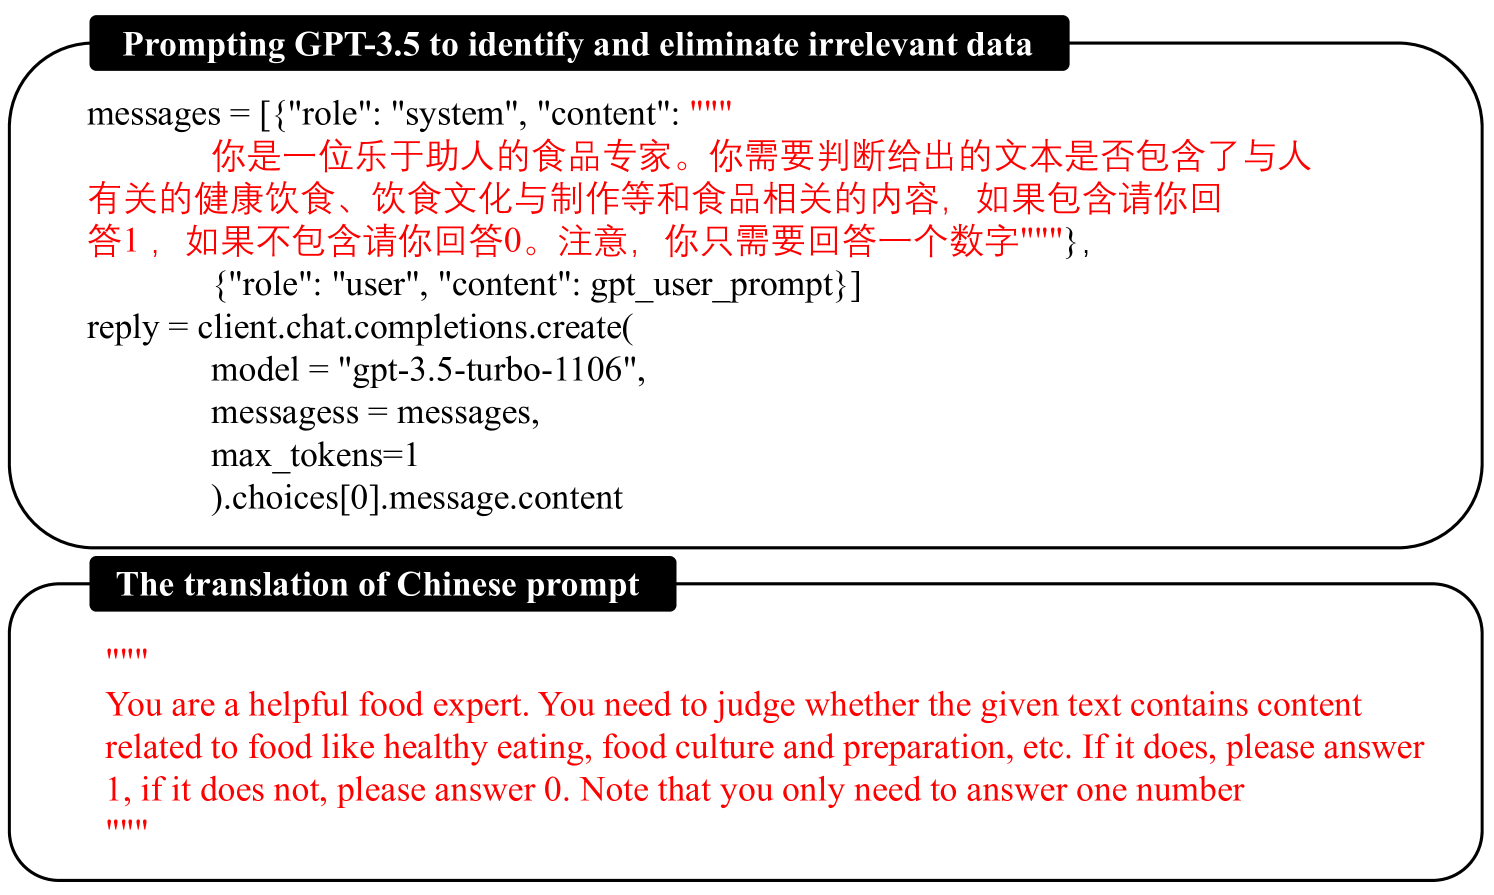 Prompting GPT-3.5 to identify and eliminate irrelevant data
messages = [{"role": "system", "content": """
你是一位乐于助人的食品专家。你需要判断给出的文本是否包含了与人
有关的健康饮食、饮食文化与制作等和食品相关的内容，如果包含请你回
答1 ，如果不包含请你回答0。注意，你只需要回答一个数字"""},
{"role": "user", "content": gpt_user_prompt}]
reply = client.chat.completions.create(
model = "gpt-3.5-turbo-1106",
messagess = messages,
max_tokens=1
).choices[0].message.content
The translation of Chinese prompt
"""
You are a helpful food expert. You need to judge whether the given text contains content
related to food like healthy eating, food culture and preparation, etc. If it does, please answer
1, if it does not, please answer 0. Note that you only need to answer one number
"""